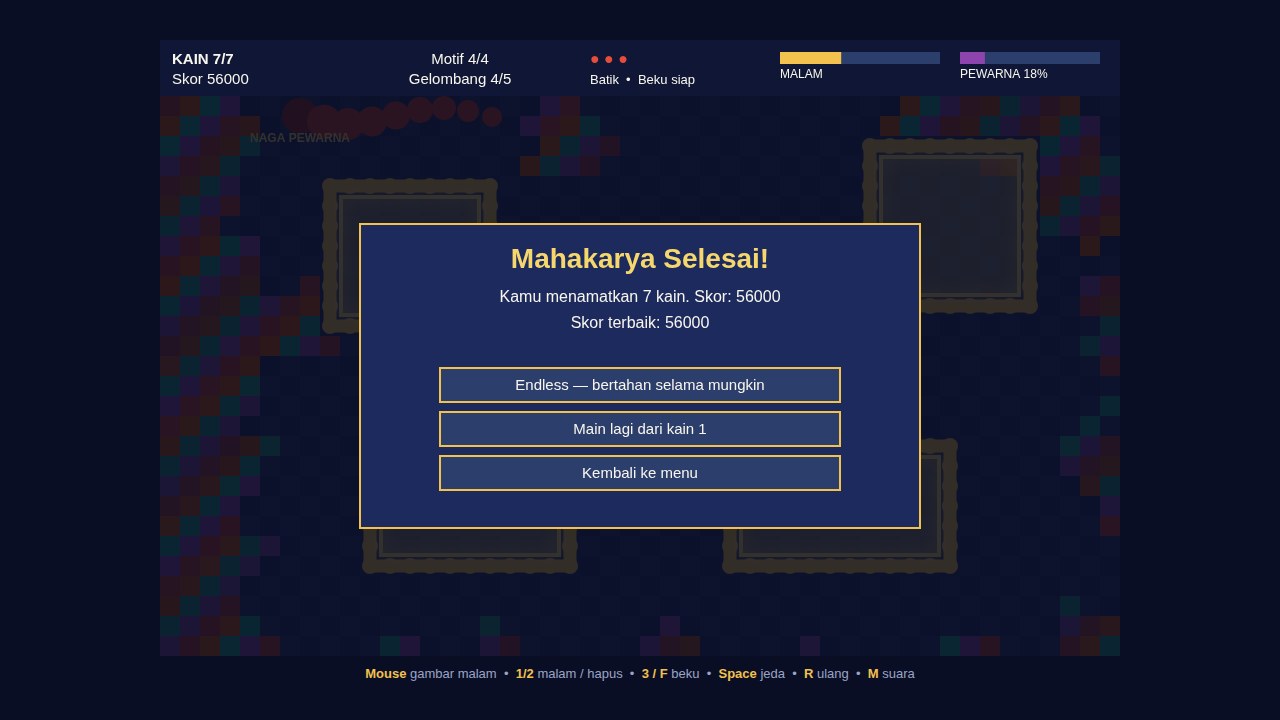 KAIN 7/7
Skor 56000
Motif 4/4
Gelombang 4/5
Batik • Beku siap
MALAM
PEWARNA 18%
NAGA PEWARNA
Mahakarya Selesai!
Kamu menamatkan 7 kain. Skor: 56000
Skor terbaik: 56000
Endless — bertahan selama mungkin
Main lagi dari kain 1
Kembali ke menu
Mouse gambar malam • 1/2 malam / hapus • 3 / F beku • Space jeda • R ulang • M suara